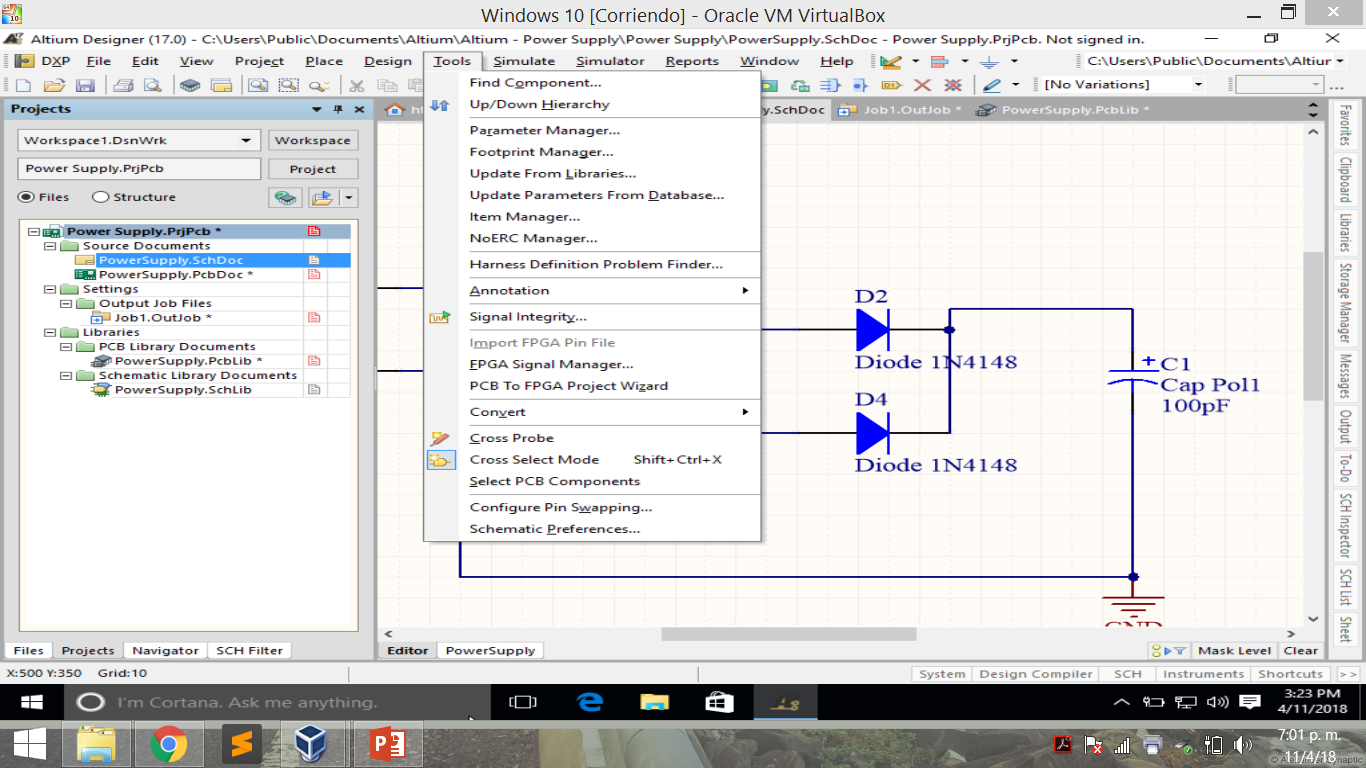 Windows 10 [Corriendo] - Oracle VM VirtualBox
Altium Designer (17.0) - C:\Users\Public\Documents\Altium\Altium - Power Supply\Power Supply\PowerSupply.SchDoc - Power Supply.PrjPcb. Not signed in.
DXP File Edit View Project Place Design Tools Simulate Simulator Reports Window Help C:\Users\Public\Documents\Altiur
[No Variations]
Projects
y.SchDoc Job1.OutJob * PowerSupply.PcbLib *
Workspace1.DsnWrk Workspace
Power Supply.PrjPcb Project
Files Structure
Power Supply.PrjPcb *
Source Documents
PowerSupply.SchDoc
PowerSupply.PcbDoc *
Settings
Output Job Files
Job1.OutJob *
Libraries
PCB Library Documents
PowerSupply.PcbLib *
Schematic Library Documents
PowerSupply.SchLib
Find Component...
Up/Down Hierarchy
Parameter Manager...
Footprint Manager...
Update From Libraries...
Update Parameters From Database...
Item Manager...
NoERC Manager...
Harness Definition Problem Finder...
Annotation
Signal Integrity...
Import FPGA Pin File
FPGA Signal Manager...
PCB To FPGA Project Wizard
Convert
Cross Probe
Cross Select Mode Shift+Ctrl+X
Select PCB Components
Configure Pin Swapping...
Schematic Preferences...
D2
Diode 1N4148
D4
Diode 1N4148
C1
Cap Pol1
100pF
GND
Favorites
Clipboard
Libraries
Storage Manager
Messages
Output
To-Do
SCH Inspector
SCH List
Sheet
Files Projects Navigator SCH Filter
Editor PowerSupply
Mask Level Clear
X:500 Y:350 Grid:10
System Design Compiler SCH Instruments Shortcuts >>
I'm Cortana. Ask me anything.
3:23 PM
4/11/2018
7:01 p. m.
11/4/18